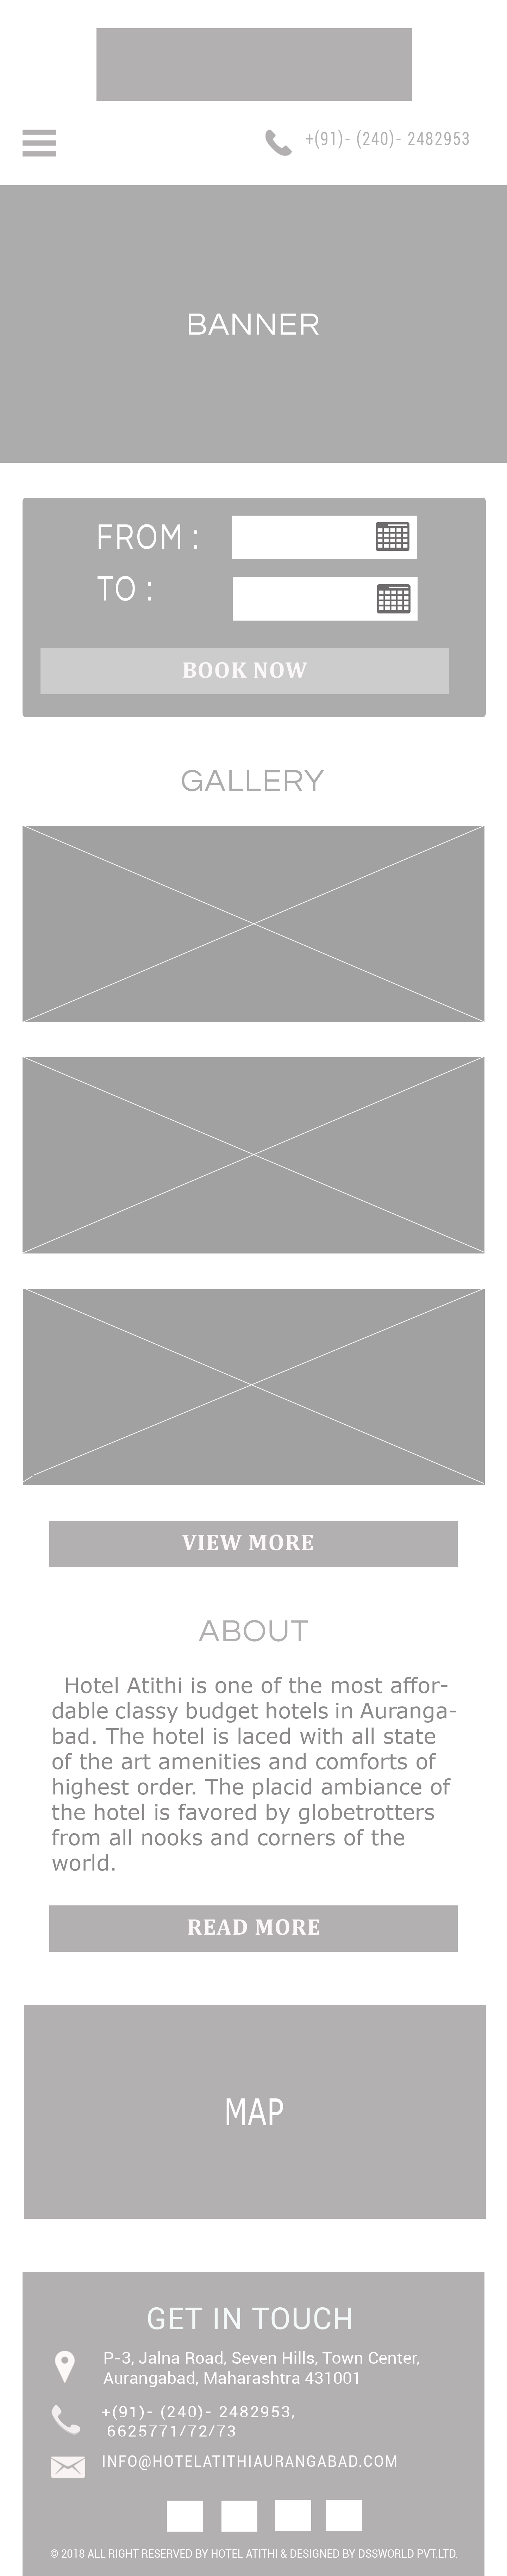 +(91)- (240)- 2482953
BANNER
FROM :
TO :
BOOK NOW
GALLERY
VIEW MORE
ABOUT
Hotel Atithi is one of the most affor-
dable classy budget hotels in Auranga-
bad. The hotel is laced with all state
of the art amenities and comforts of
highest order. The placid ambiance of
the hotel is favored by globetrotters
from all nooks and corners of the
world.
READ MORE
MAP
GET IN TOUCH
P-3, Jalna Road, Seven Hills, Town Center,
Aurangabad, Maharashtra 431001
+(91)- (240)- 2482953,
6625771/72/73
INFO@HOTELATITHIAURANGABAD.COM
© 2018 ALL RIGHT RESERVED BY HOTEL ATITHI & DESIGNED BY DSSWORLD PVT.LTD.